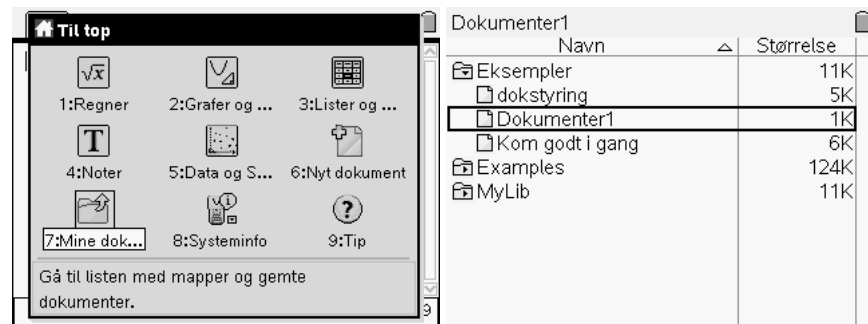 Til top
1:Regner 2:Grafer og ... 3:Lister og ...
4:Noter 5:Data og S... 6:Nyt dokument
7:Mine dok... 8:Systeminfo 9:Tip
Gå til listen med mapper og gemte
dokumenter.
9
Dokumenter1
Navn Størrelse
Eksempler 11K
dokstyring 5K
Dokumenter1 1K
Kom godt i gang 6K
Examples 124K
MyLib 11K